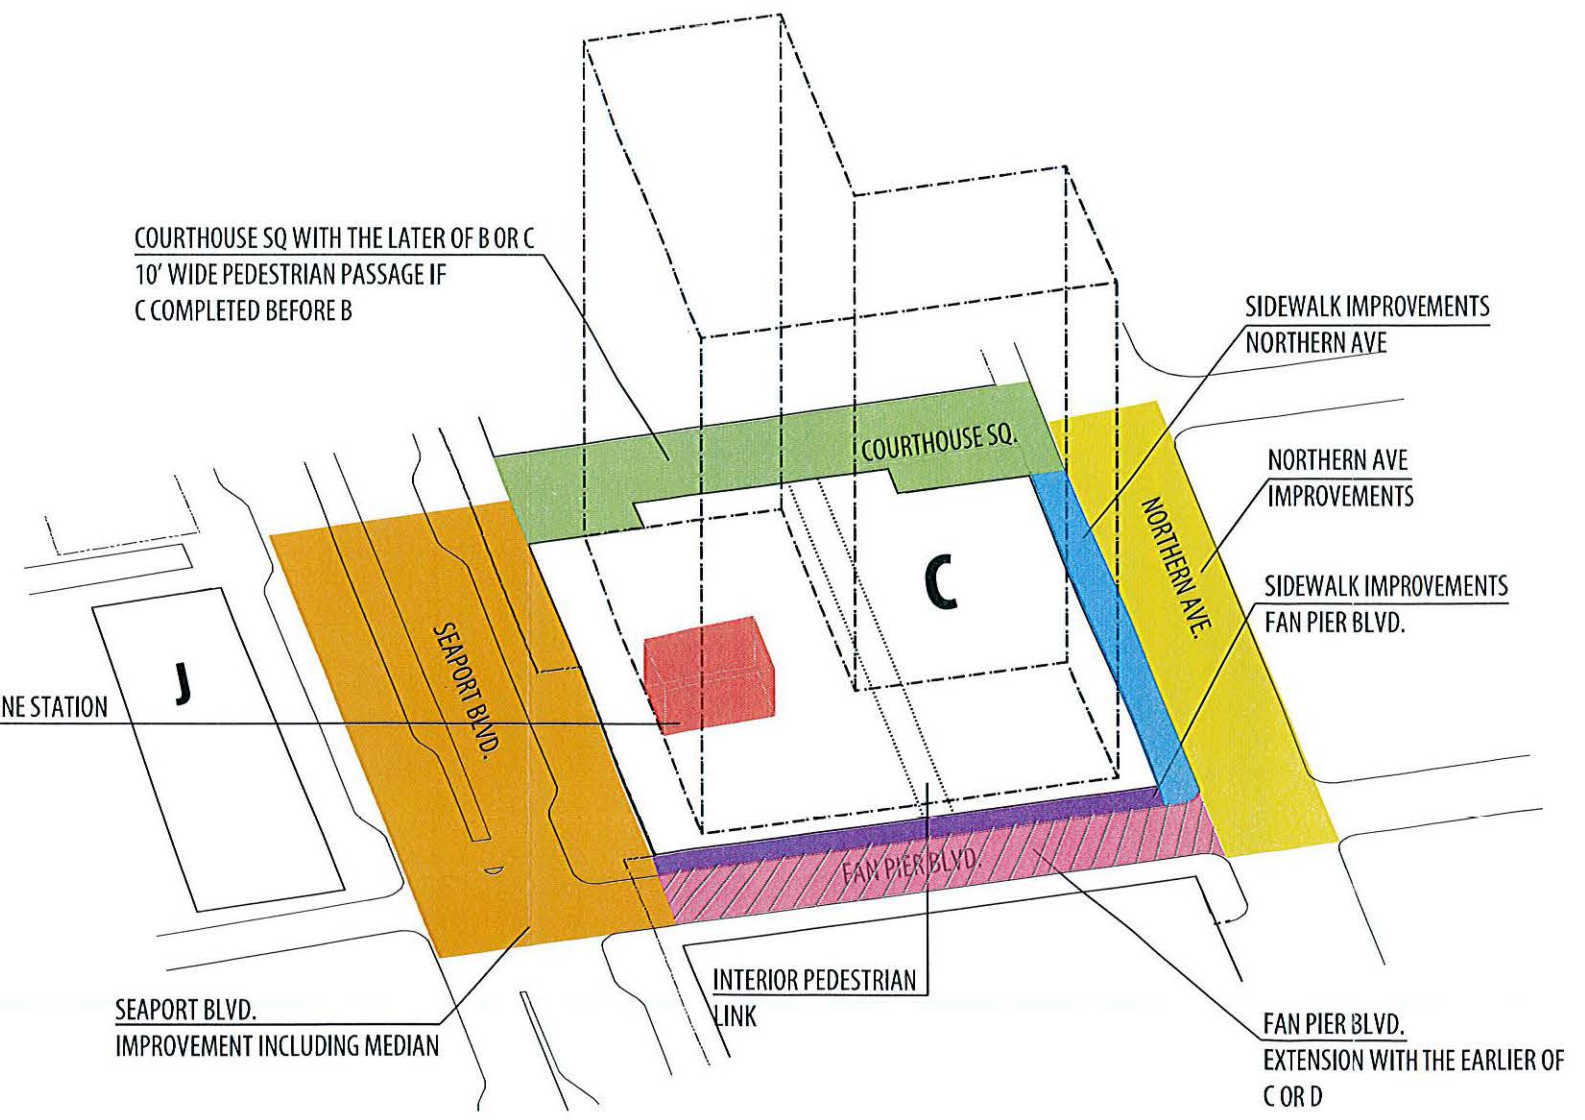 COURTHOUSE SQ WITH THE LATER OF B OR C
10' WIDE PEDESTRIAN PASSAGE IF
C COMPLETED BEFORE B
SIDEWALK IMPROVEMENTS
NORTHERN AVE
COURTHOUSE SQ.
NORTHERN AVE
IMPROVEMENTS
NORTHERN AVE.
C
SIDEWALK IMPROVEMENTS
FAN PIER BLVD.
J
SEAPORT BLVD.
NE STATION
FAN PIER BLVD.
INTERIOR PEDESTRIAN
LINK
SEAPORT BLVD.
IMPROVEMENT INCLUDING MEDIAN
FAN PIER BLVD.
EXTENSION WITH THE EARLIER OF
C OR D